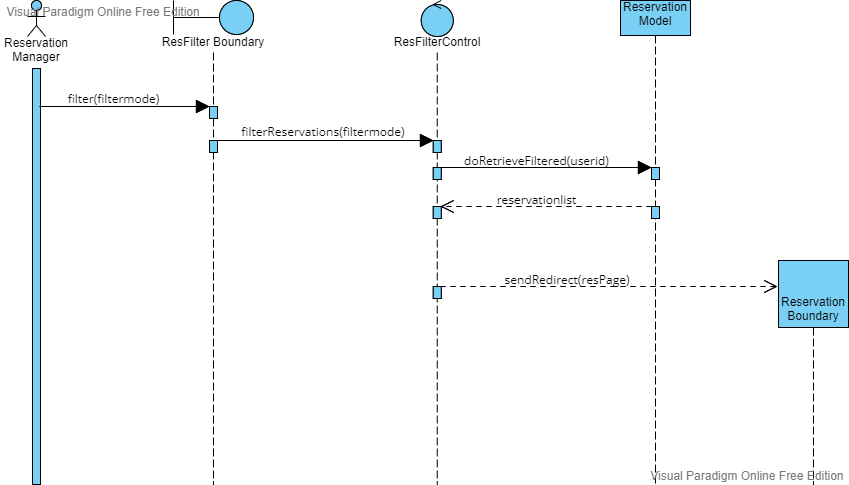 Visual Paradigm Online Free Edition
Reservation
Manager
ResFilter Boundary
ResFilterControl
Reservation
Model
filter(filtermode)
filterReservations(filtermode)
doRetrieveFiltered(userid)
reservationlist
sendRedirect(resPage)
Reservation
Boundary
Visual Paradigm Online Free Edition